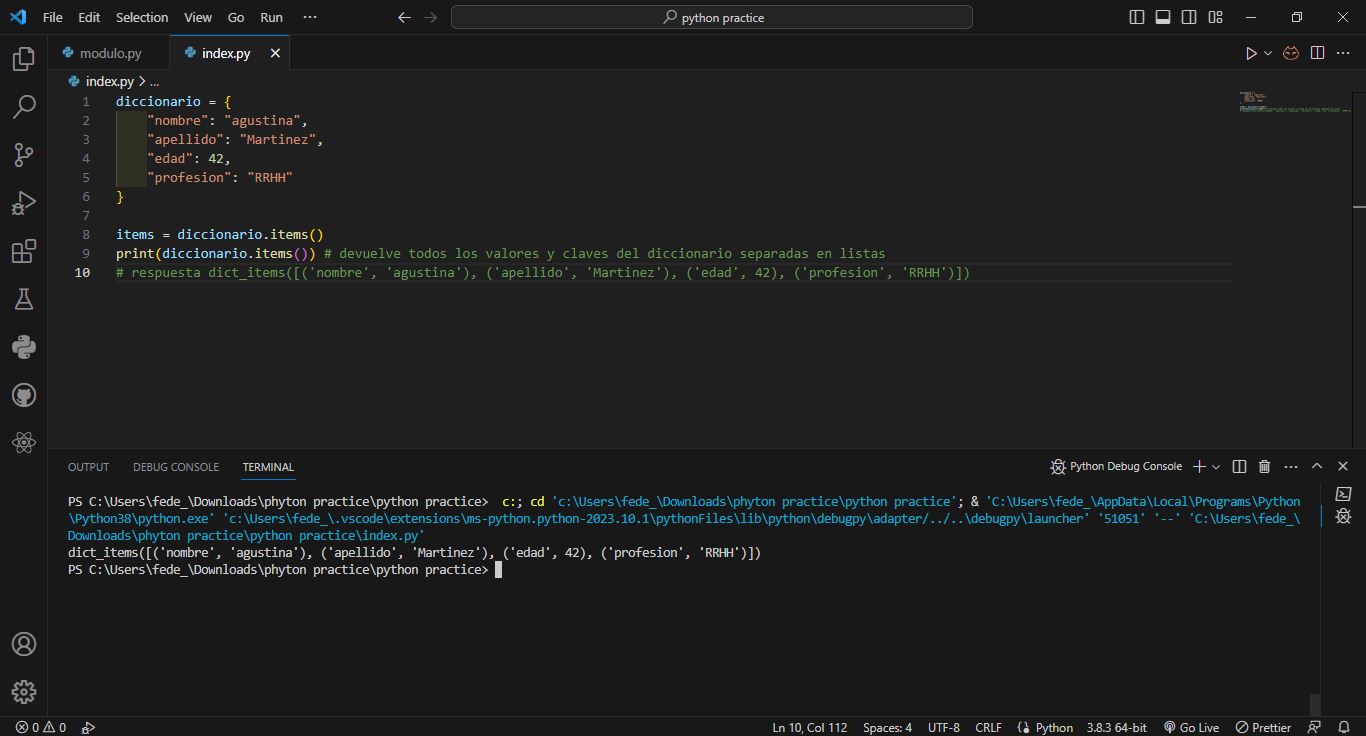 File Edit Selection View Go Run ···
python practice
modulo.py
index.py
index.py > ...
1 diccionario = {
2 "nombre": "agustina",
3 "apellido": "Martinez",
4 "edad": 42,
5 "profesion": "RRHH"
6 }
7
8 items = diccionario.items()
9 print(diccionario.items()) # devuelve todos los valores y claves del diccionario separadas en listas
10 # respuesta dict_items([('nombre', 'agustina'), ('apellido', 'Martinez'), ('edad', 42), ('profesion', 'RRHH')])
OUTPUT DEBUG CONSOLE TERMINAL
Python Debug Console
PS C:\Users\fede_\Downloads\phyton practice\python practice> c:; cd 'c:\Users\fede_\Downloads\phyton practice\python practice'; & 'C:\Users\fede_\AppData\Local\Programs\Python
\Python38\python.exe' 'c:\Users\fede_\.vscode\extensions\ms-python.python-2023.10.1\pythonFiles\lib\python\debugpy\adapter/../..\debugpy\launcher' '51051' '--' 'C:\Users\fede_\
Downloads\phyton practice\python practice\index.py'
dict_items([('nombre', 'agustina'), ('apellido', 'Martinez'), ('edad', 42), ('profesion', 'RRHH')])
PS C:\Users\fede_\Downloads\phyton practice\python practice>
0 0
Ln 10, Col 112 Spaces: 4 UTF-8 CRLF Python 3.8.3 64-bit Go Live Prettier